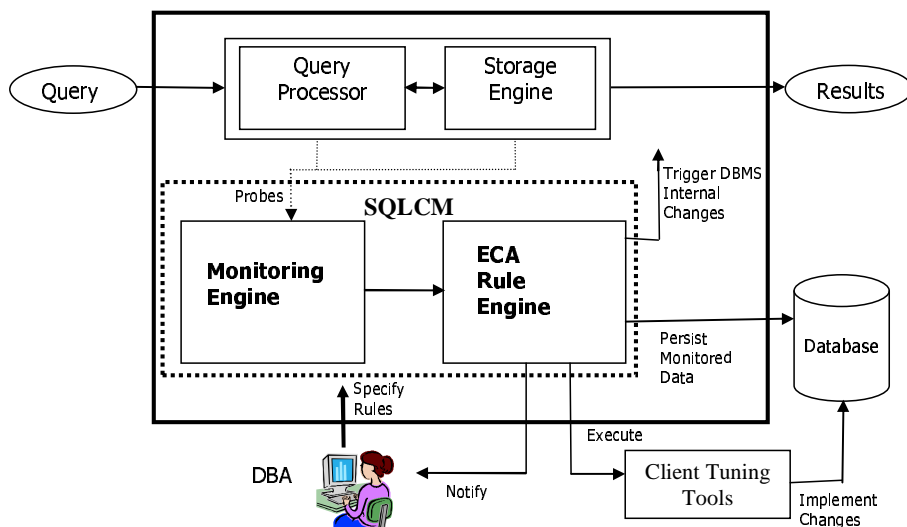 Query
Query
Processor
Storage
Engine
Results
Probes
SQLCM
Trigger DBMS
Internal
Changes
Monitoring
Engine
ECA
Rule
Engine
Persist
Monitored
Data
Database
Specify
Rules
DBA
Notify
Execute
Client Tuning
Tools
Implement
Changes